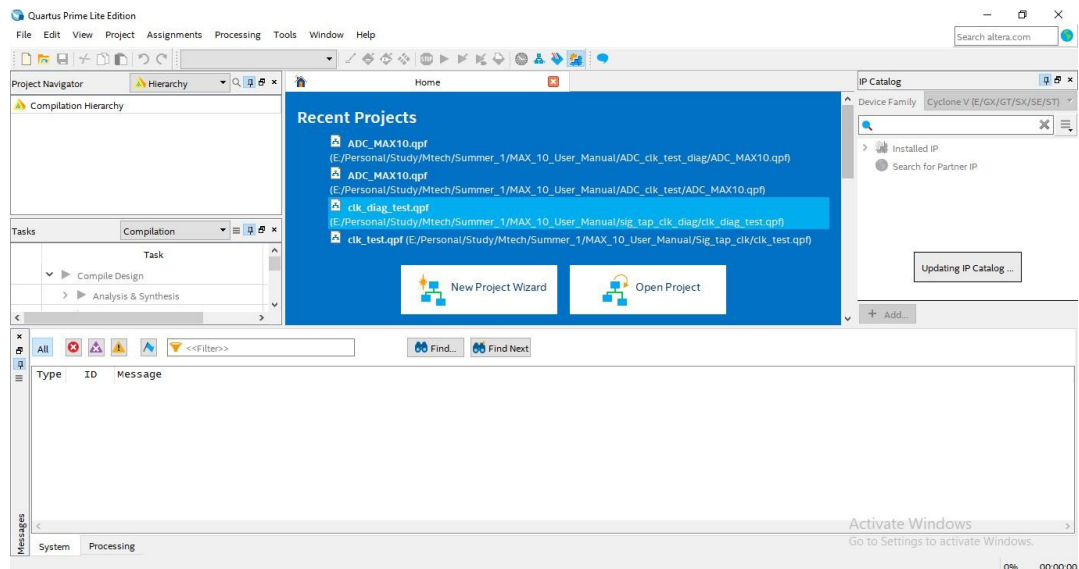 Quartus Prime Lite Edition
File Edit View Project Assignments Processing Tools Window Help
Search altera.com
Project Navigator
Hierarchy
Home
IP Catalog
Compilation Hierarchy
Device Family
Cyclone V (E/GX/GT/SX/SE/ST)
Recent Projects
ADC_MAX10.qpf
(E:/Personal/Study/Mtech/Summer_1/MAX_10_User_Manual/ADC_clk_test_diag/ADC_MAX10.qpf)
ADC_MAX10.qpf
(E:/Personal/Study/Mtech/Summer_1/MAX_10_User_Manual/ADC_clk_test/ADC_MAX10.qpf)
clk_diag_test.qpf
(E:/Personal/Study/Mtech/Summer_1/MAX_10_User_Manual/sig_tap_clk_diag/clk_diag_test.qpf)
clk_test.qpf (E:/Personal/Study/Mtech/Summer_1/MAX_10_User_Manual/Sig_tap_clk/clk_test.qpf)
New Project Wizard
Open Project
Installed IP
Search for Partner IP
Updating IP Catalog ...
+ Add...
Tasks
Compilation
Task
Compile Design
Analysis & Synthesis
All
<<Filter>>
Find...
Find Next
Type ID Message
Messages
System Processing
Activate Windows
Go to Settings to activate Windows.
0% 00:00:00